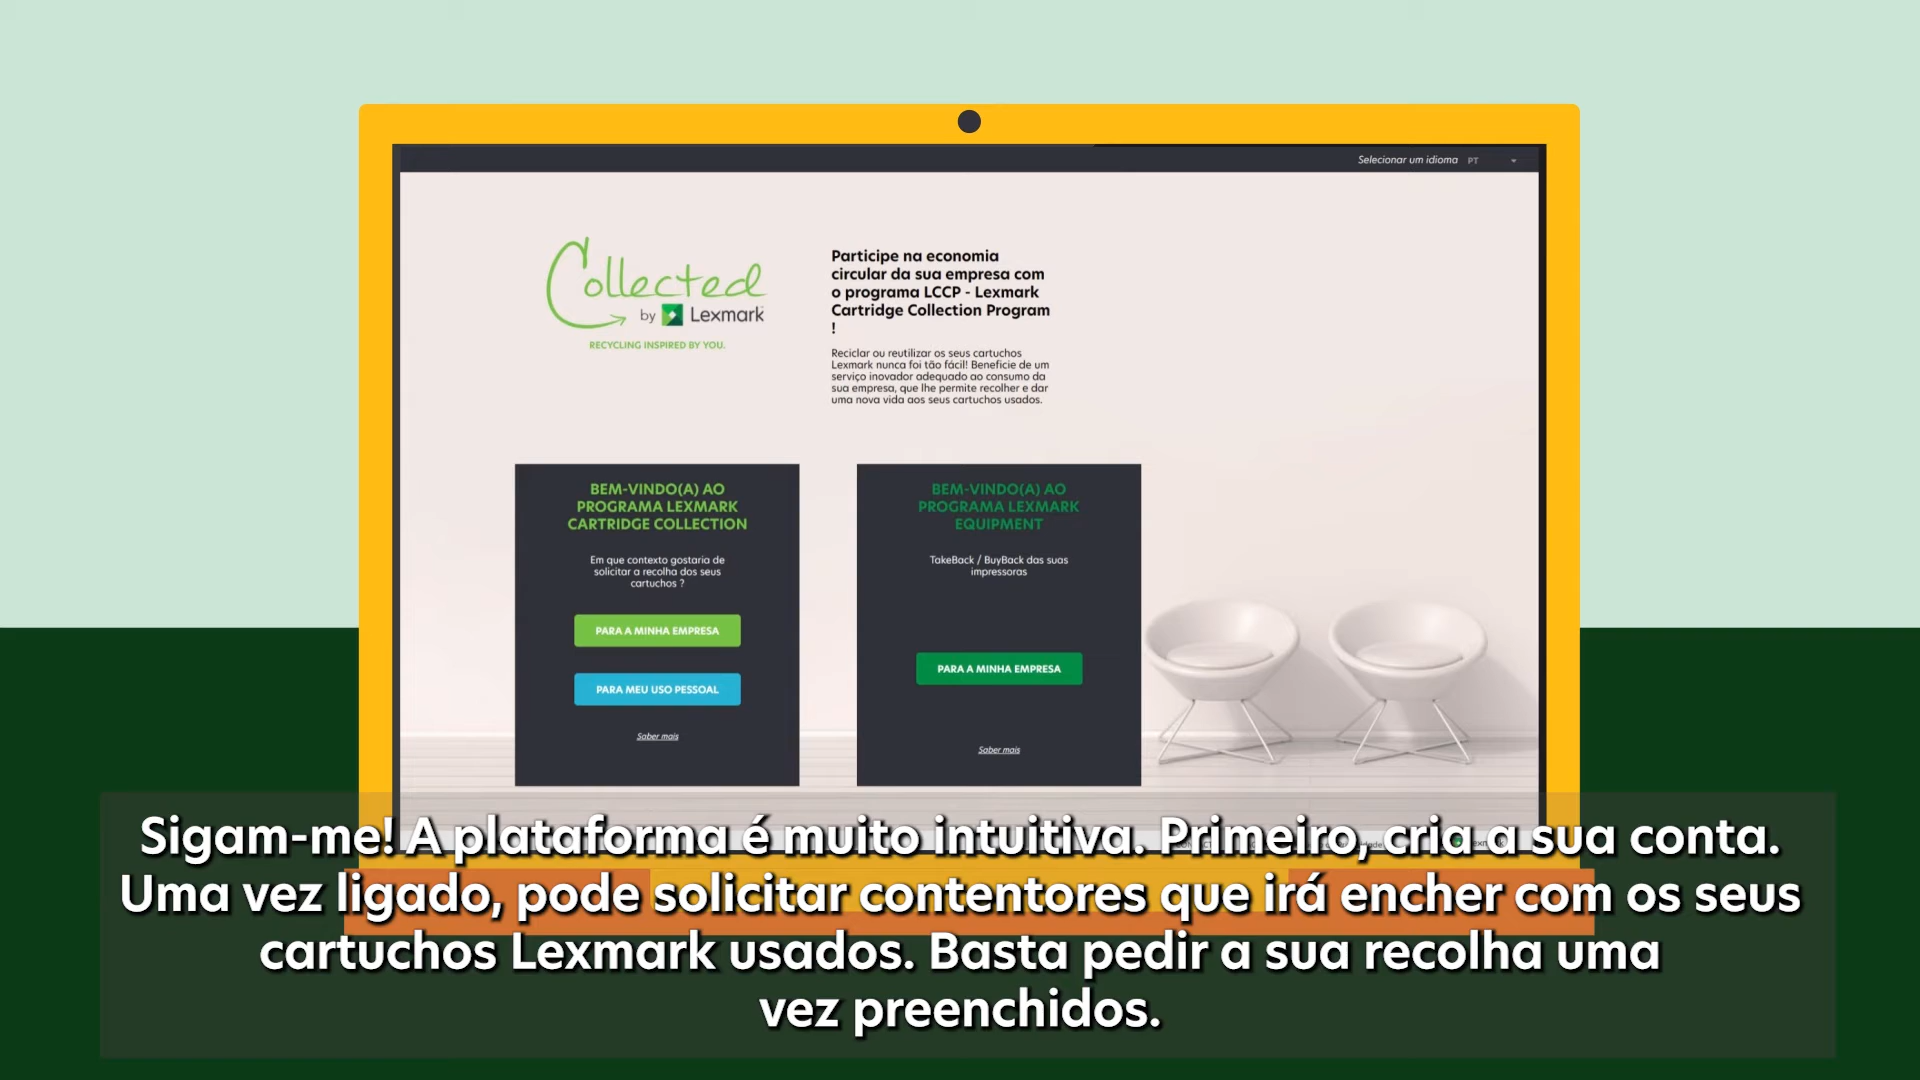 Selecionar um idioma PT
Collected
by Lexmark
RECYCLING INSPIRED BY YOU.
Participe na economia
circular da sua empresa com
o programa LCCP - Lexmark
Cartridge Collection Program
!
Reciclar ou reutilizar os seus cartuchos
Lexmark nunca foi tão fácil! Beneficie de um
serviço inovador adequado ao consumo da
sua empresa, que lhe permite recolher e dar
uma nova vida aos seus cartuchos usados.
BEM-VINDO(A) AO
PROGRAMA LEXMARK
CARTRIDGE COLLECTION
Em que contexto gostaria de
solicitar a recolha dos seus
cartuchos ?
PARA A MINHA EMPRESA
PARA MEU USO PESSOAL
Saber mais
BEM-VINDO(A) AO
PROGRAMA LEXMARK
EQUIPMENT
TakeBack / BuyBack das suas
impressoras
PARA A MINHA EMPRESA
Saber mais
Sigam-me! A plataforma é muito intuitiva. Primeiro, cria a sua conta.
Uma vez ligado, pode solicitar contentores que irá encher com os seus
cartuchos Lexmark usados. Basta pedir a sua recolha uma
vez preenchidos.